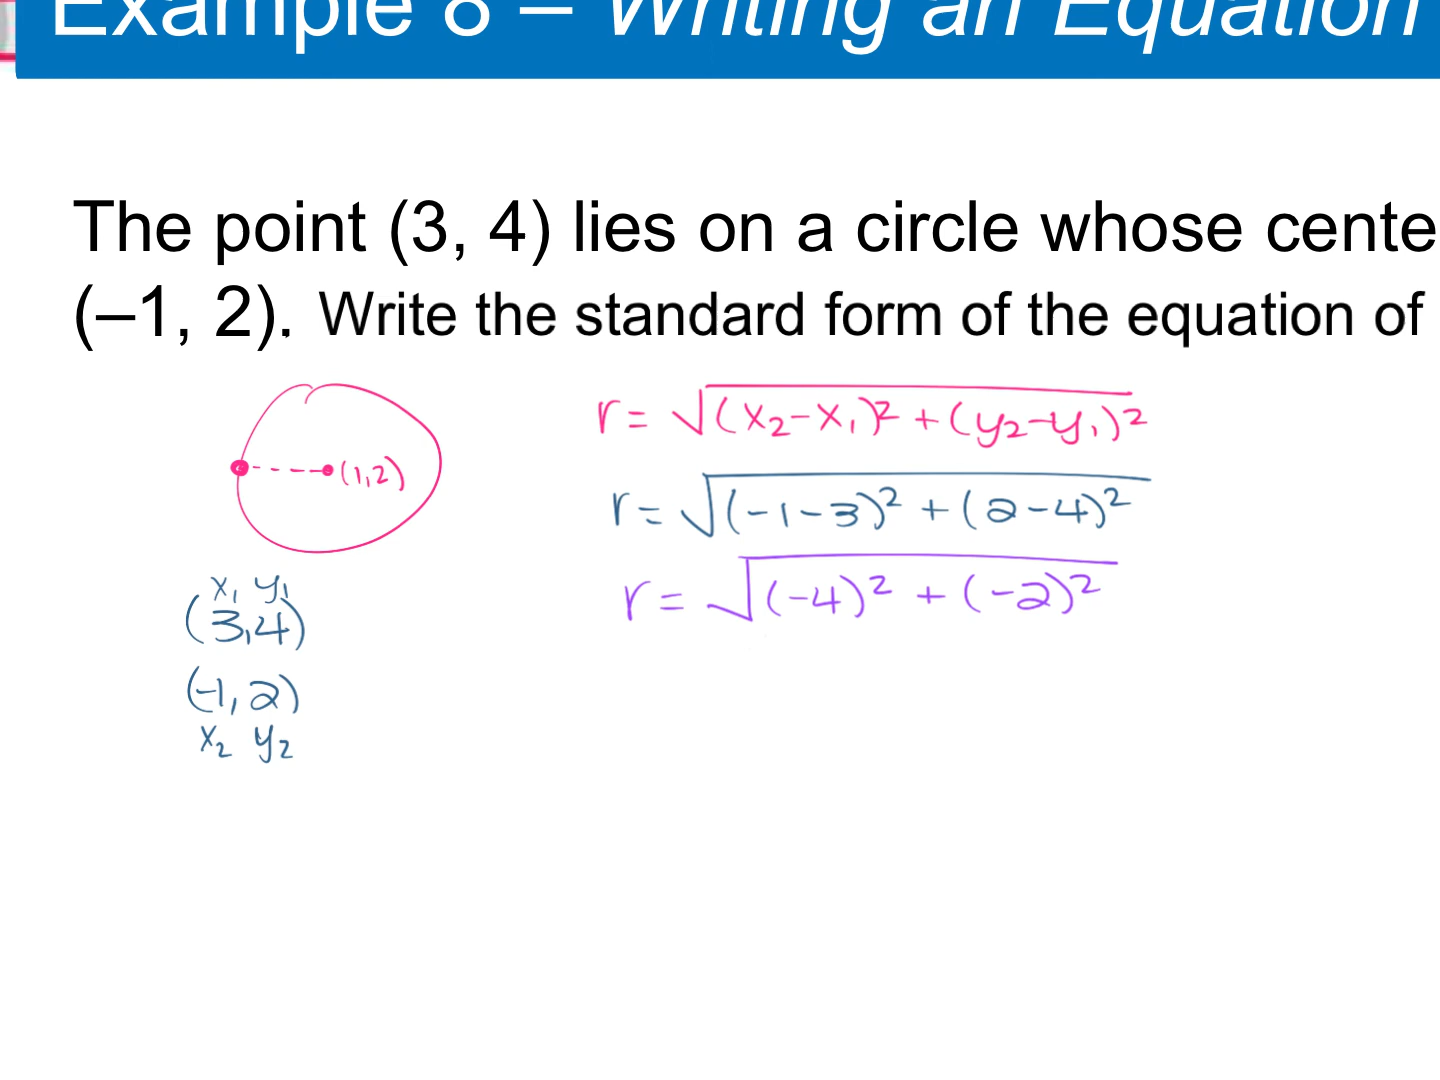 Example 8 – Writing an Equation
The point (3, 4) lies on a circle whose cente
(–1, 2). Write the standard form of the equation of
(1,2)
x₁ y₁
(3,4)
(-1, 2)
x₂ y₂
r = √(x₂-x₁)² + (y₂-y₁)²
r = √(-1-3)² + (2-4)²
r = √(-4)² + (-2)²